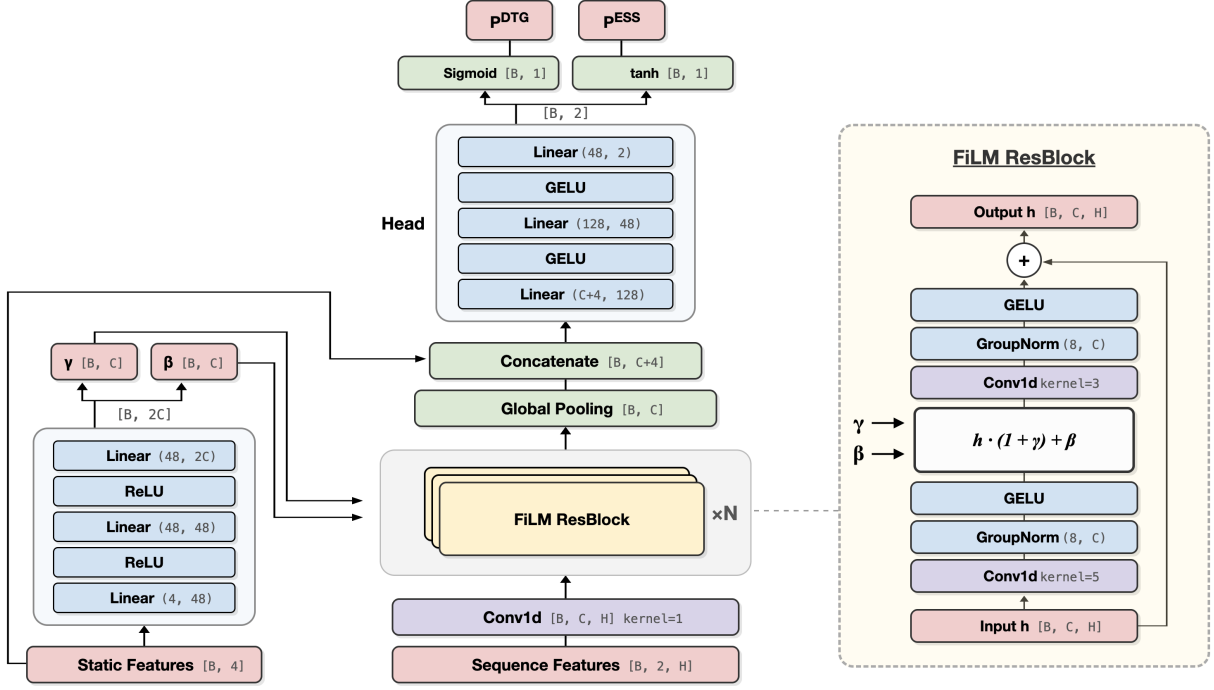 P^DTG
P^ESS
Sigmoid [B, 1]
tanh [B, 1]
[B, 2]
Head
Linear (48, 2)
GELU
Linear (128, 48)
GELU
Linear (C+4, 128)
Concatenate [B, C+4]
Global Pooling [B, C]
FiLM ResBlock
×N
Conv1d [B, C, H] kernel=1
Sequence Features [B, 2, H]
γ [B, C]
β [B, C]
[B, 2C]
Linear (48, 2C)
ReLU
Linear (48, 48)
ReLU
Linear (4, 48)
Static Features [B, 4]
FiLM ResBlock
Output h [B, C, H]
+
GELU
GroupNorm (8, C)
Conv1d kernel=3
γ
β
h · (1 + γ) + β
GELU
GroupNorm (8, C)
Conv1d kernel=5
Input h [B, C, H]